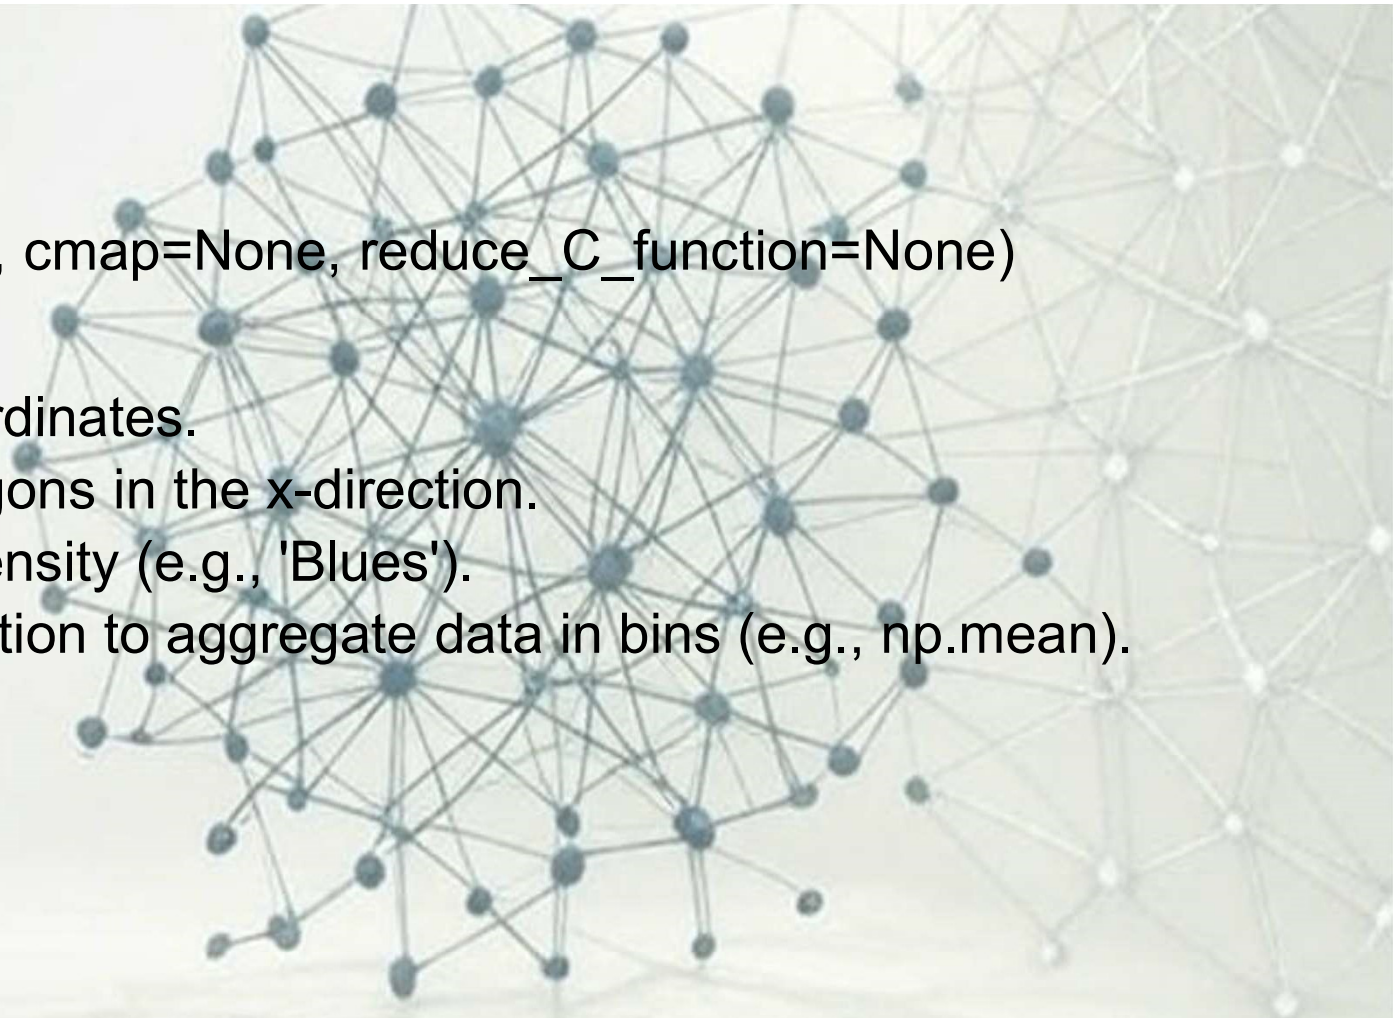 , cmap=None, reduce_C_function=None)
rdinates.
gons in the x-direction.
ensity (e.g., 'Blues').
tion to aggregate data in bins (e.g., np.mean).